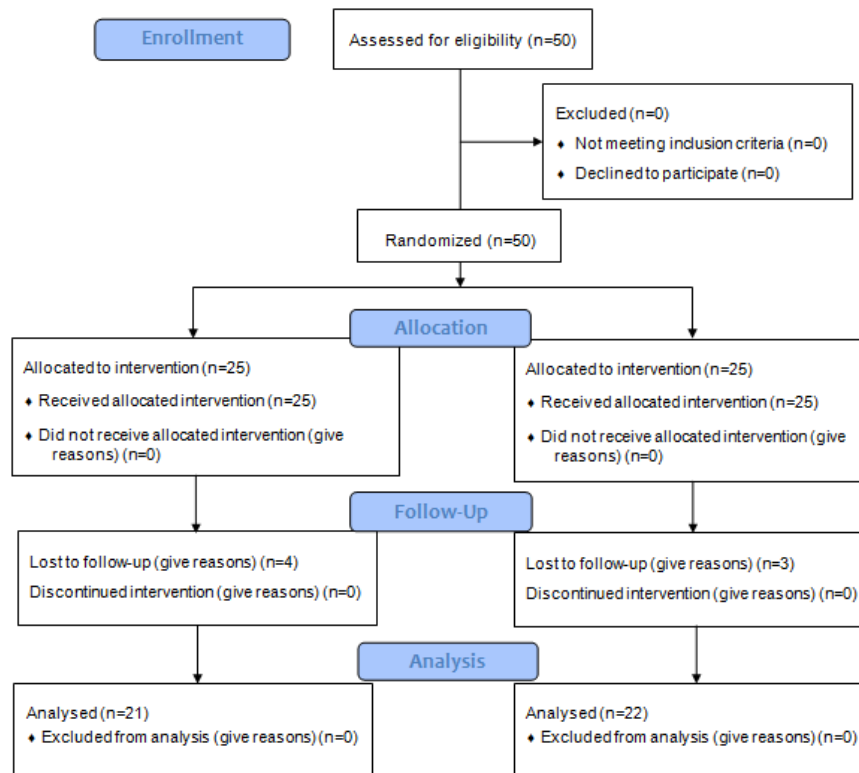 Enrollment
Assessed for eligibility (n=50)
Excluded (n=0)
♦ Not meeting inclusion criteria (n=0)
♦ Declined to participate (n=0)
Randomized (n=50)
Allocation
Allocated to intervention (n=25)
♦ Received allocated intervention (n=25)
♦ Did not receive allocated intervention (give
reasons) (n=0)
Allocated to intervention (n=25)
♦ Received allocated intervention (n=25)
♦ Did not receive allocated intervention (give
reasons) (n=0)
Follow-Up
Lost to follow-up (give reasons) (n=4)
Discontinued intervention (give reasons) (n=0)
Lost to follow-up (give reasons) (n=3)
Discontinued intervention (give reasons) (n=0)
Analysis
Analysed (n=21)
♦ Excluded from analysis (give reasons) (n=0)
Analysed (n=22)
♦ Excluded from analysis (give reasons) (n=0)